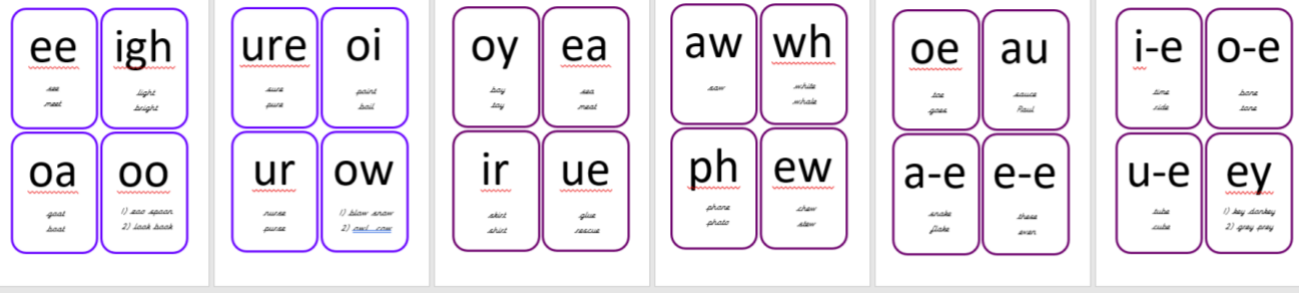 ee
see
meet
igh
light
bright
oa
goat
boat
oo
1) zoo spoon
2) look book
ure
sure
pure
oi
point
boil
ur
nurse
purse
ow
1) blow snow
2) owl cow
oy
boy
toy
ea
sea
meat
ir
skirt
shirt
ue
glue
rescue
aw
saw
wh
white
whale
ph
phone
photo
ew
chew
stew
oe
toe
goes
au
sauce
Paul
a-e
snake
flake
e-e
these
even
i-e
time
ride
o-e
bone
tone
u-e
tube
cube
ey
1) key donkey
2) grey prey